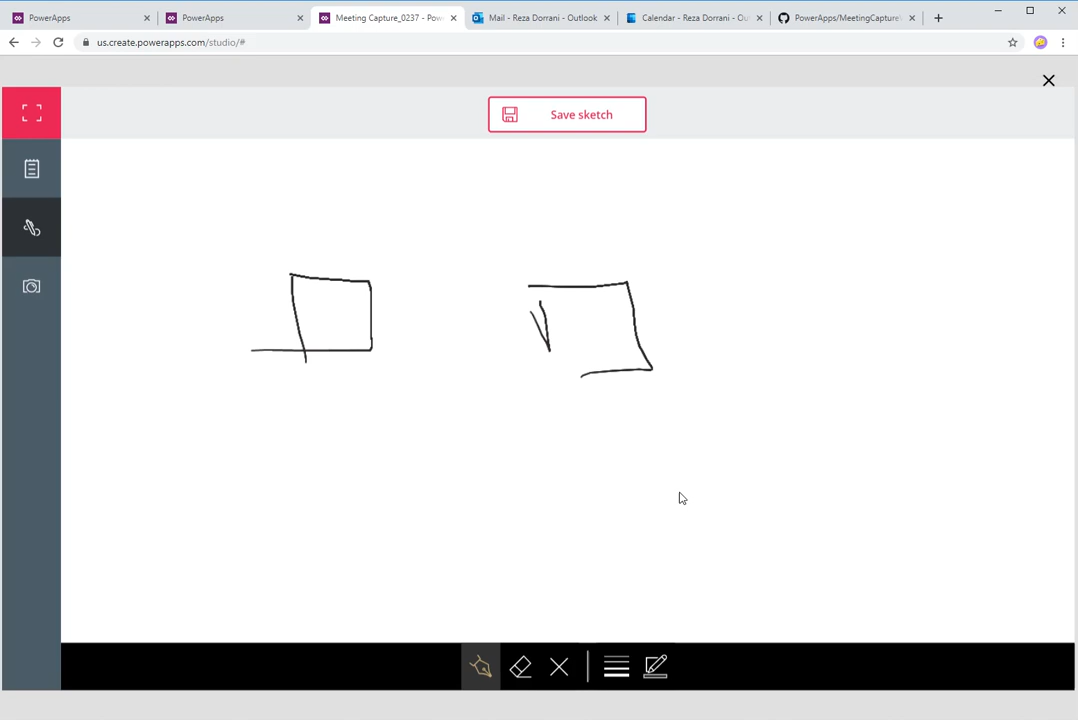 PowerApps
PowerApps
Meeting Capture_0237 - Pow
Mail - Reza Dorrani - Outlook
Calendar - Reza Dorrani - Ou
PowerApps/MeetingCapture
us.create.powerapps.com/studio/#
Save sketch